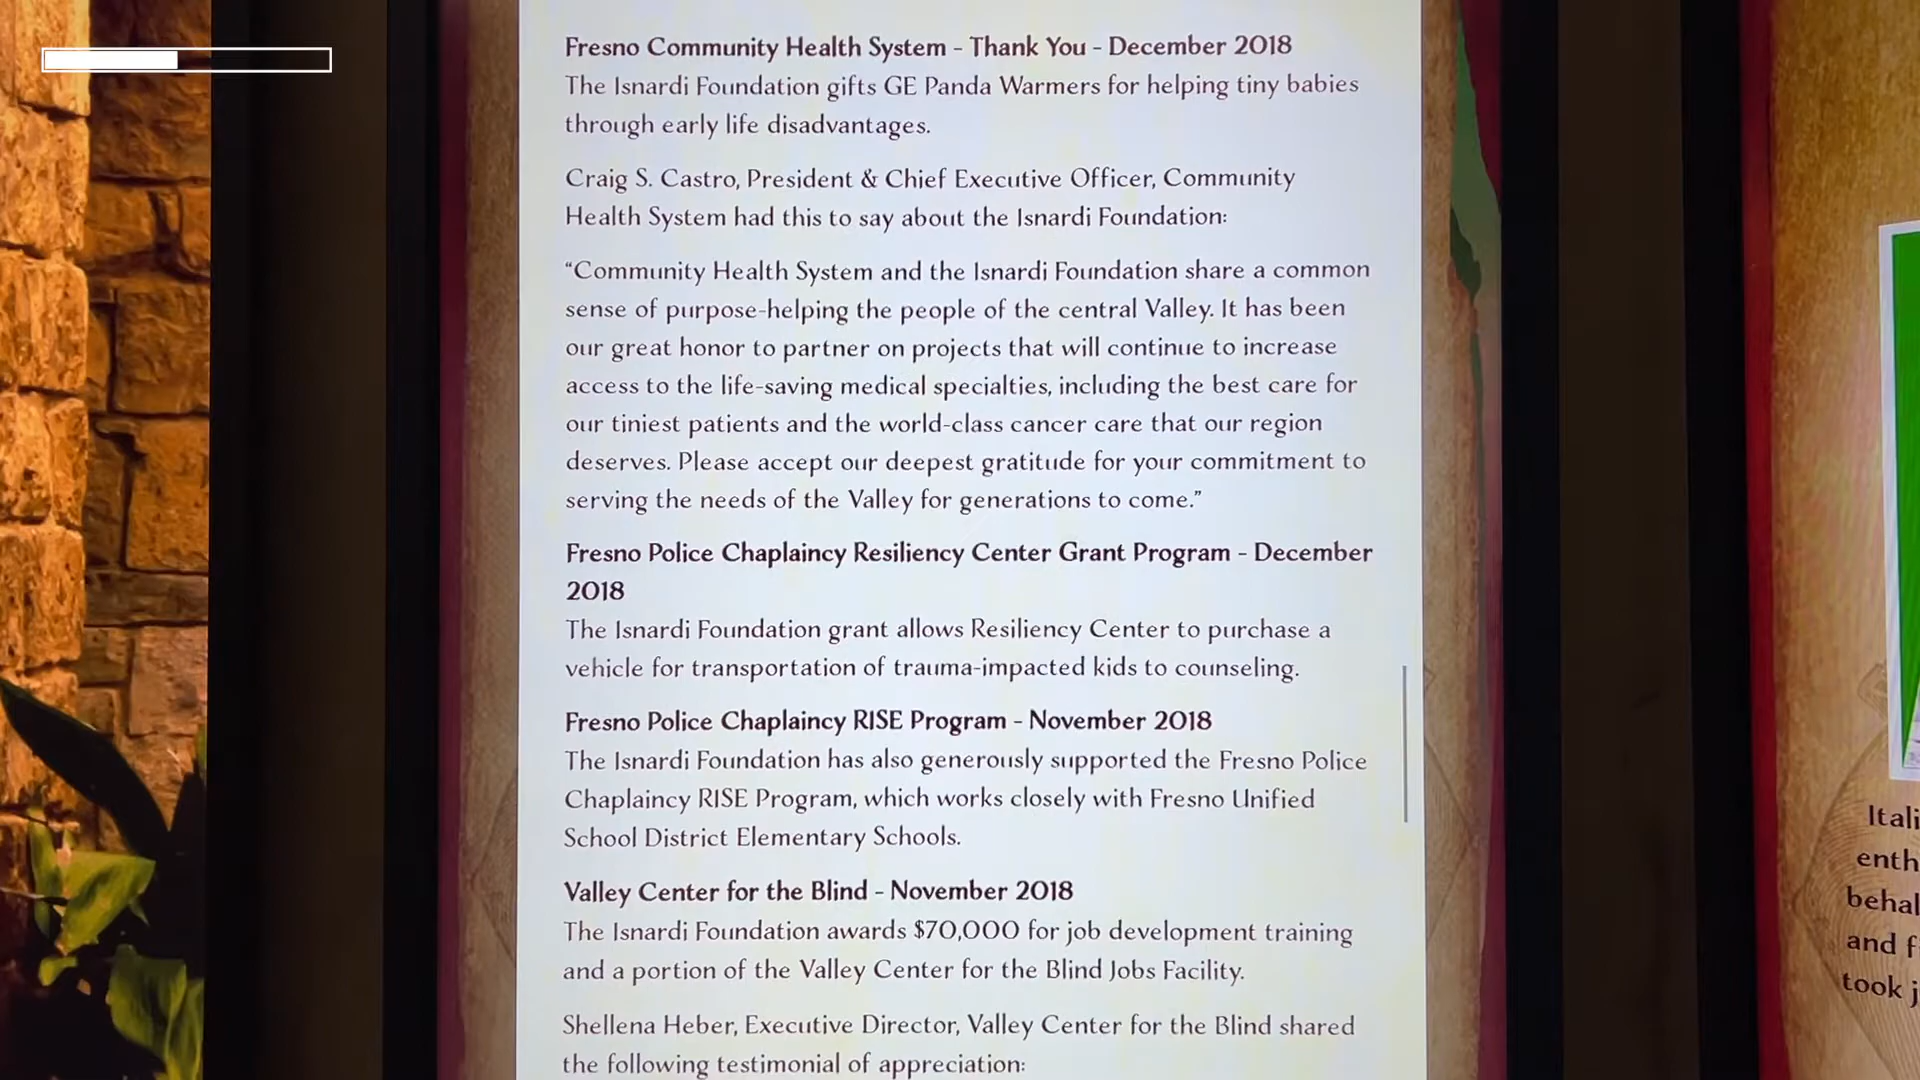 Fresno Community Health System - Thank You - December 2018
The Isnardi Foundation gifts GE Panda Warmers for helping tiny babies
through early life disadvantages.
Craig S. Castro, President & Chief Executive Officer, Community
Health System had this to say about the Isnardi Foundation:
“Community Health System and the Isnardi Foundation share a common
sense of purpose-helping the people of the central Valley. It has been
our great honor to partner on projects that will continue to increase
access to the life-saving medical specialties, including the best care for
our tiniest patients and the world-class cancer care that our region
deserves. Please accept our deepest gratitude for your commitment to
serving the needs of the Valley for generations to come.”
Fresno Police Chaplaincy Resiliency Center Grant Program - December
2018
The Isnardi Foundation grant allows Resiliency Center to purchase a
vehicle for transportation of trauma-impacted kids to counseling.
Fresno Police Chaplaincy RISE Program - November 2018
The Isnardi Foundation has also generously supported the Fresno Police
Chaplaincy RISE Program, which works closely with Fresno Unified
School District Elementary Schools.
Valley Center for the Blind - November 2018
The Isnardi Foundation awards $70,000 for job development training
and a portion of the Valley Center for the Blind Jobs Facility.
Shellena Heber, Executive Director, Valley Center for the Blind shared
the following testimonial of appreciation:
Itali
enth
behal
and f
took j